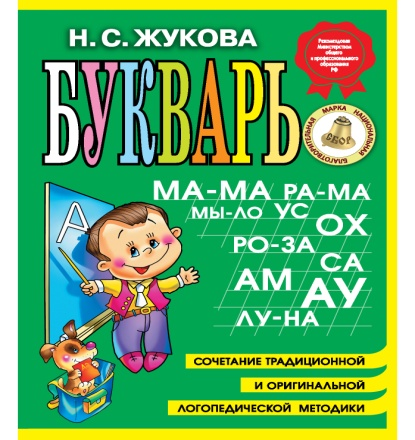 Н. С. ЖУКОВА
Рекомендовано
Министерством
общего
и профессионального
образования
РФ
БУКВАРЬ
БЛАГОТВОРИТЕЛЬНАЯ МАРКА НАЦИОНАЛЬНАЯ
СБОР
А
МА-МА РА-МА
МЫ-ЛО УС
ОХ
РО-ЗА
СА
АМ АУ
ЛУ-НА
СОЧЕТАНИЕ ТРАДИЦИОННОЙ
И ОРИГИНАЛЬНОЙ
ЛОГОПЕДИЧЕСКОЙ МЕТОДИКИ